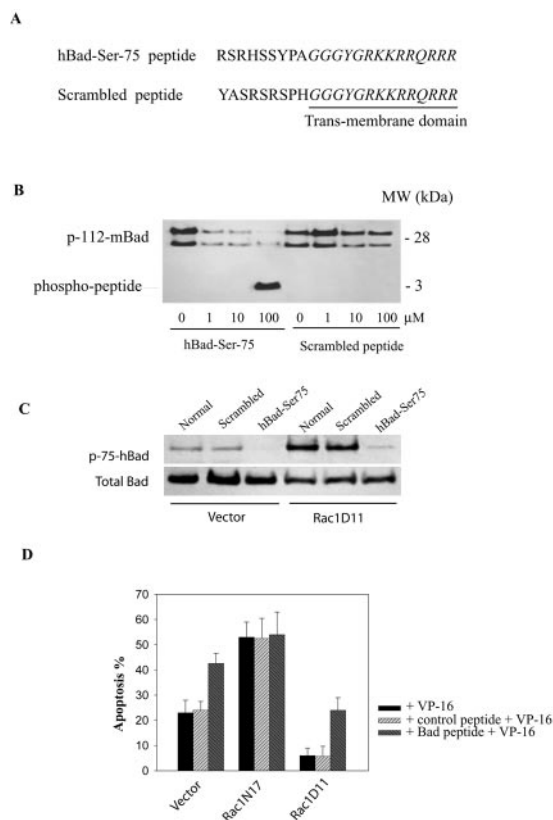 A
hBad-Ser-75 peptide RSRHSSYPAGGGYGRKKRRQRRR
Scrambled peptide YASRSRSPHGGGYGRKKRRQRRR
Trans-membrane domain
B
MW (kDa)
p-112-mBad
- 28
phospho-peptide
- 3
0 1 10 100 0 1 10 100 μM
hBad-Ser-75 Scrambled peptide
C
Normal Scrambled hBad-Ser75 Normal Scrambled hBad-Ser75
p-75-hBad
Total Bad
Vector Rac1D11
D
Apoptosis %
70
60
50
40
30
20
10
0
Vector Rac1N17 Rac1D11
+ VP-16
+ control peptide + VP-16
+ Bad peptide + VP-16